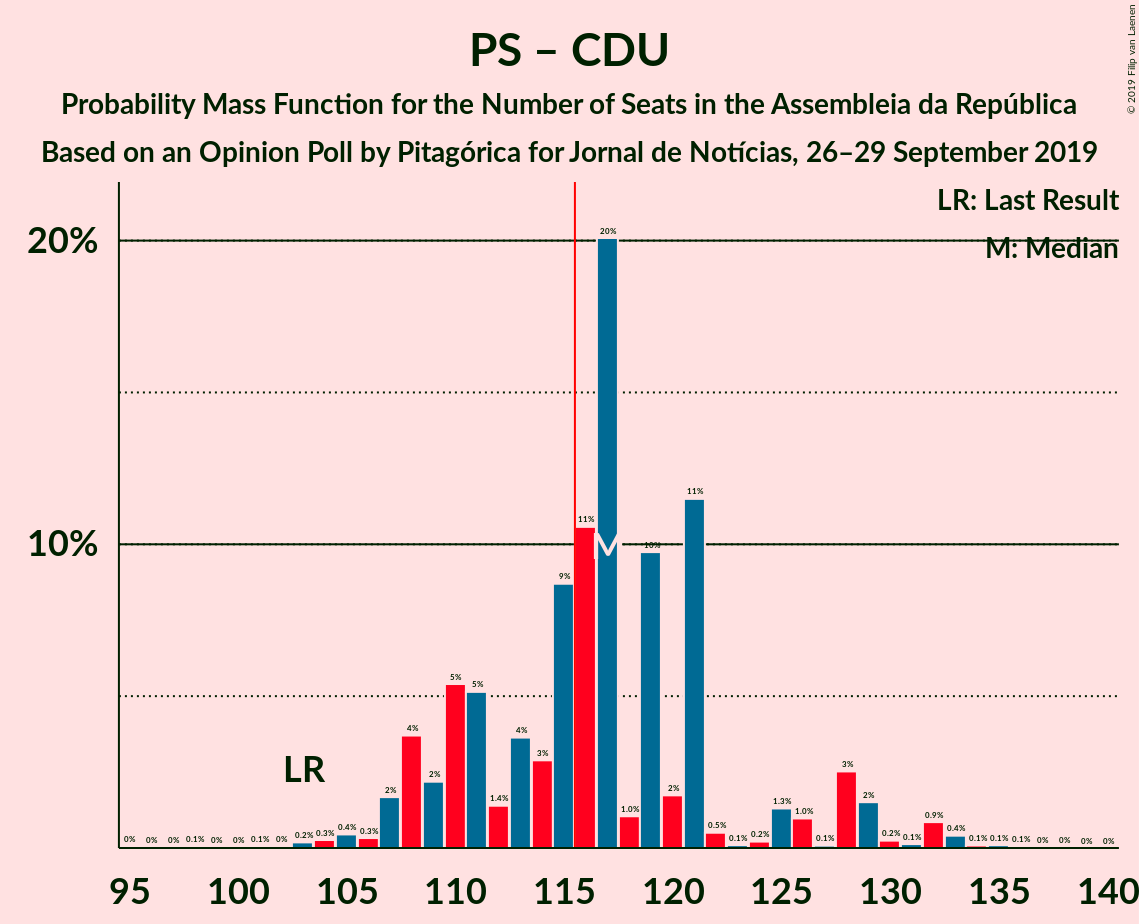 PS – CDU
Probability Mass Function for the Number of Seats in the Assembleia da República
Based on an Opinion Poll by Pitagórica for Jornal de Notícias, 26–29 September 2019
© 2019 Filip van Laenen
LR: Last Result
M: Median
20%
10%
LR
M
0% 0% 0% 0.1% 0% 0% 0.1% 0% 0.2% 0.3% 0.4% 0.3% 2% 4% 2% 5% 5% 1.4% 4% 3% 9% 11% 20% 1.0% 10% 2% 11% 0.5% 0.1% 0.2% 1.3% 1.0% 0.1% 3% 2% 0.2% 0.1% 0.9% 0.4% 0.1% 0.1% 0.1% 0% 0% 0% 0%
95 100 105 110 115 120 125 130 135 140